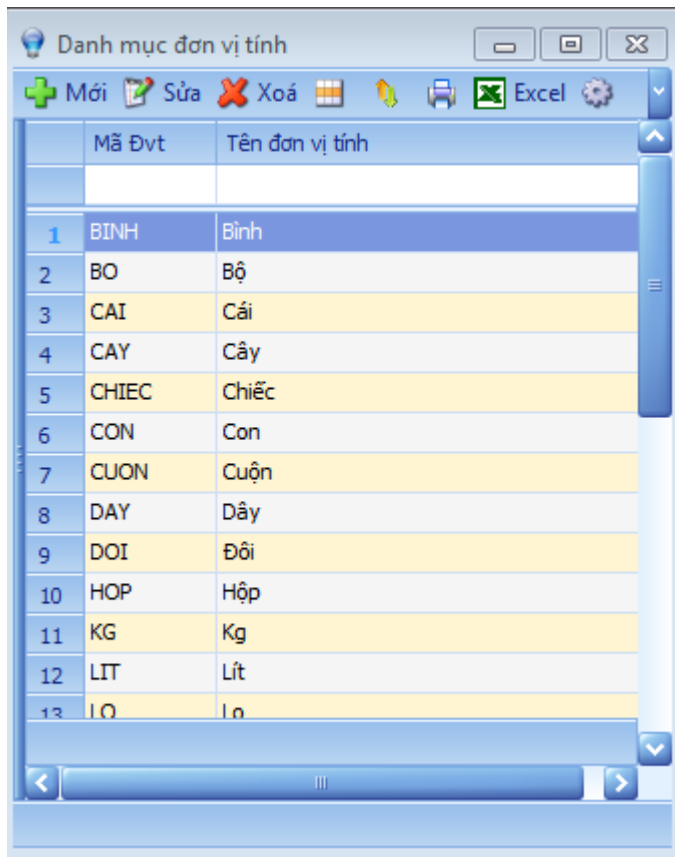 Danh mục đơn vị tính
Mới Sửa Xoá Excel
Mã Đvt Tên đơn vị tính
1 BINH Bình
2 BO Bộ
3 CAI Cái
4 CAY Cây
5 CHIEC Chiếc
6 CON Con
7 CUON Cuộn
8 DAY Dây
9 DOI Đôi
10 HOP Hộp
11 KG Kg
12 LIT Lít
13 LO